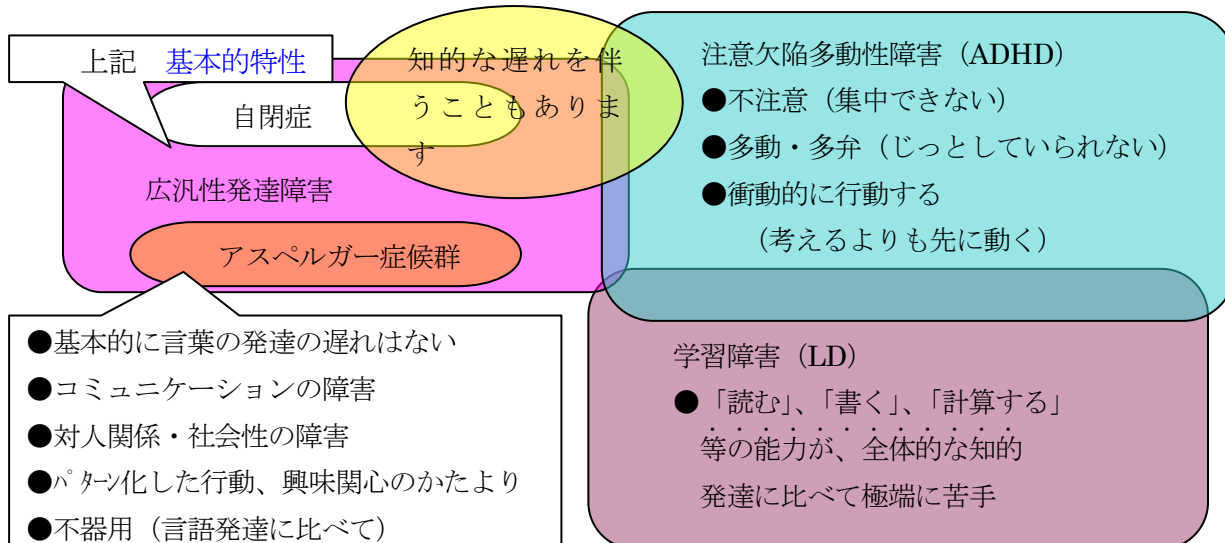 上記　基本的特性
自閉症
知的な遅れを伴
うこともありま
す
広汎性発達障害
アスペルガー症候群
●基本的に言葉の発達の遅れはない
●コミュニケーションの障害
●対人関係・社会性の障害
●ﾊﾟﾀｰﾝ化した行動、興味関心のかたより
●不器用（言語発達に比べて）
注意欠陥多動性障害（ADHD）
●不注意（集中できない）
●多動・多弁（じっとしていられない）
●衝動的に行動する
（考えるよりも先に動く）
学習障害（LD）
●「読む」、「書く」、「計算する」
等の能力が、全体的な知的
発達に比べて極端に苦手